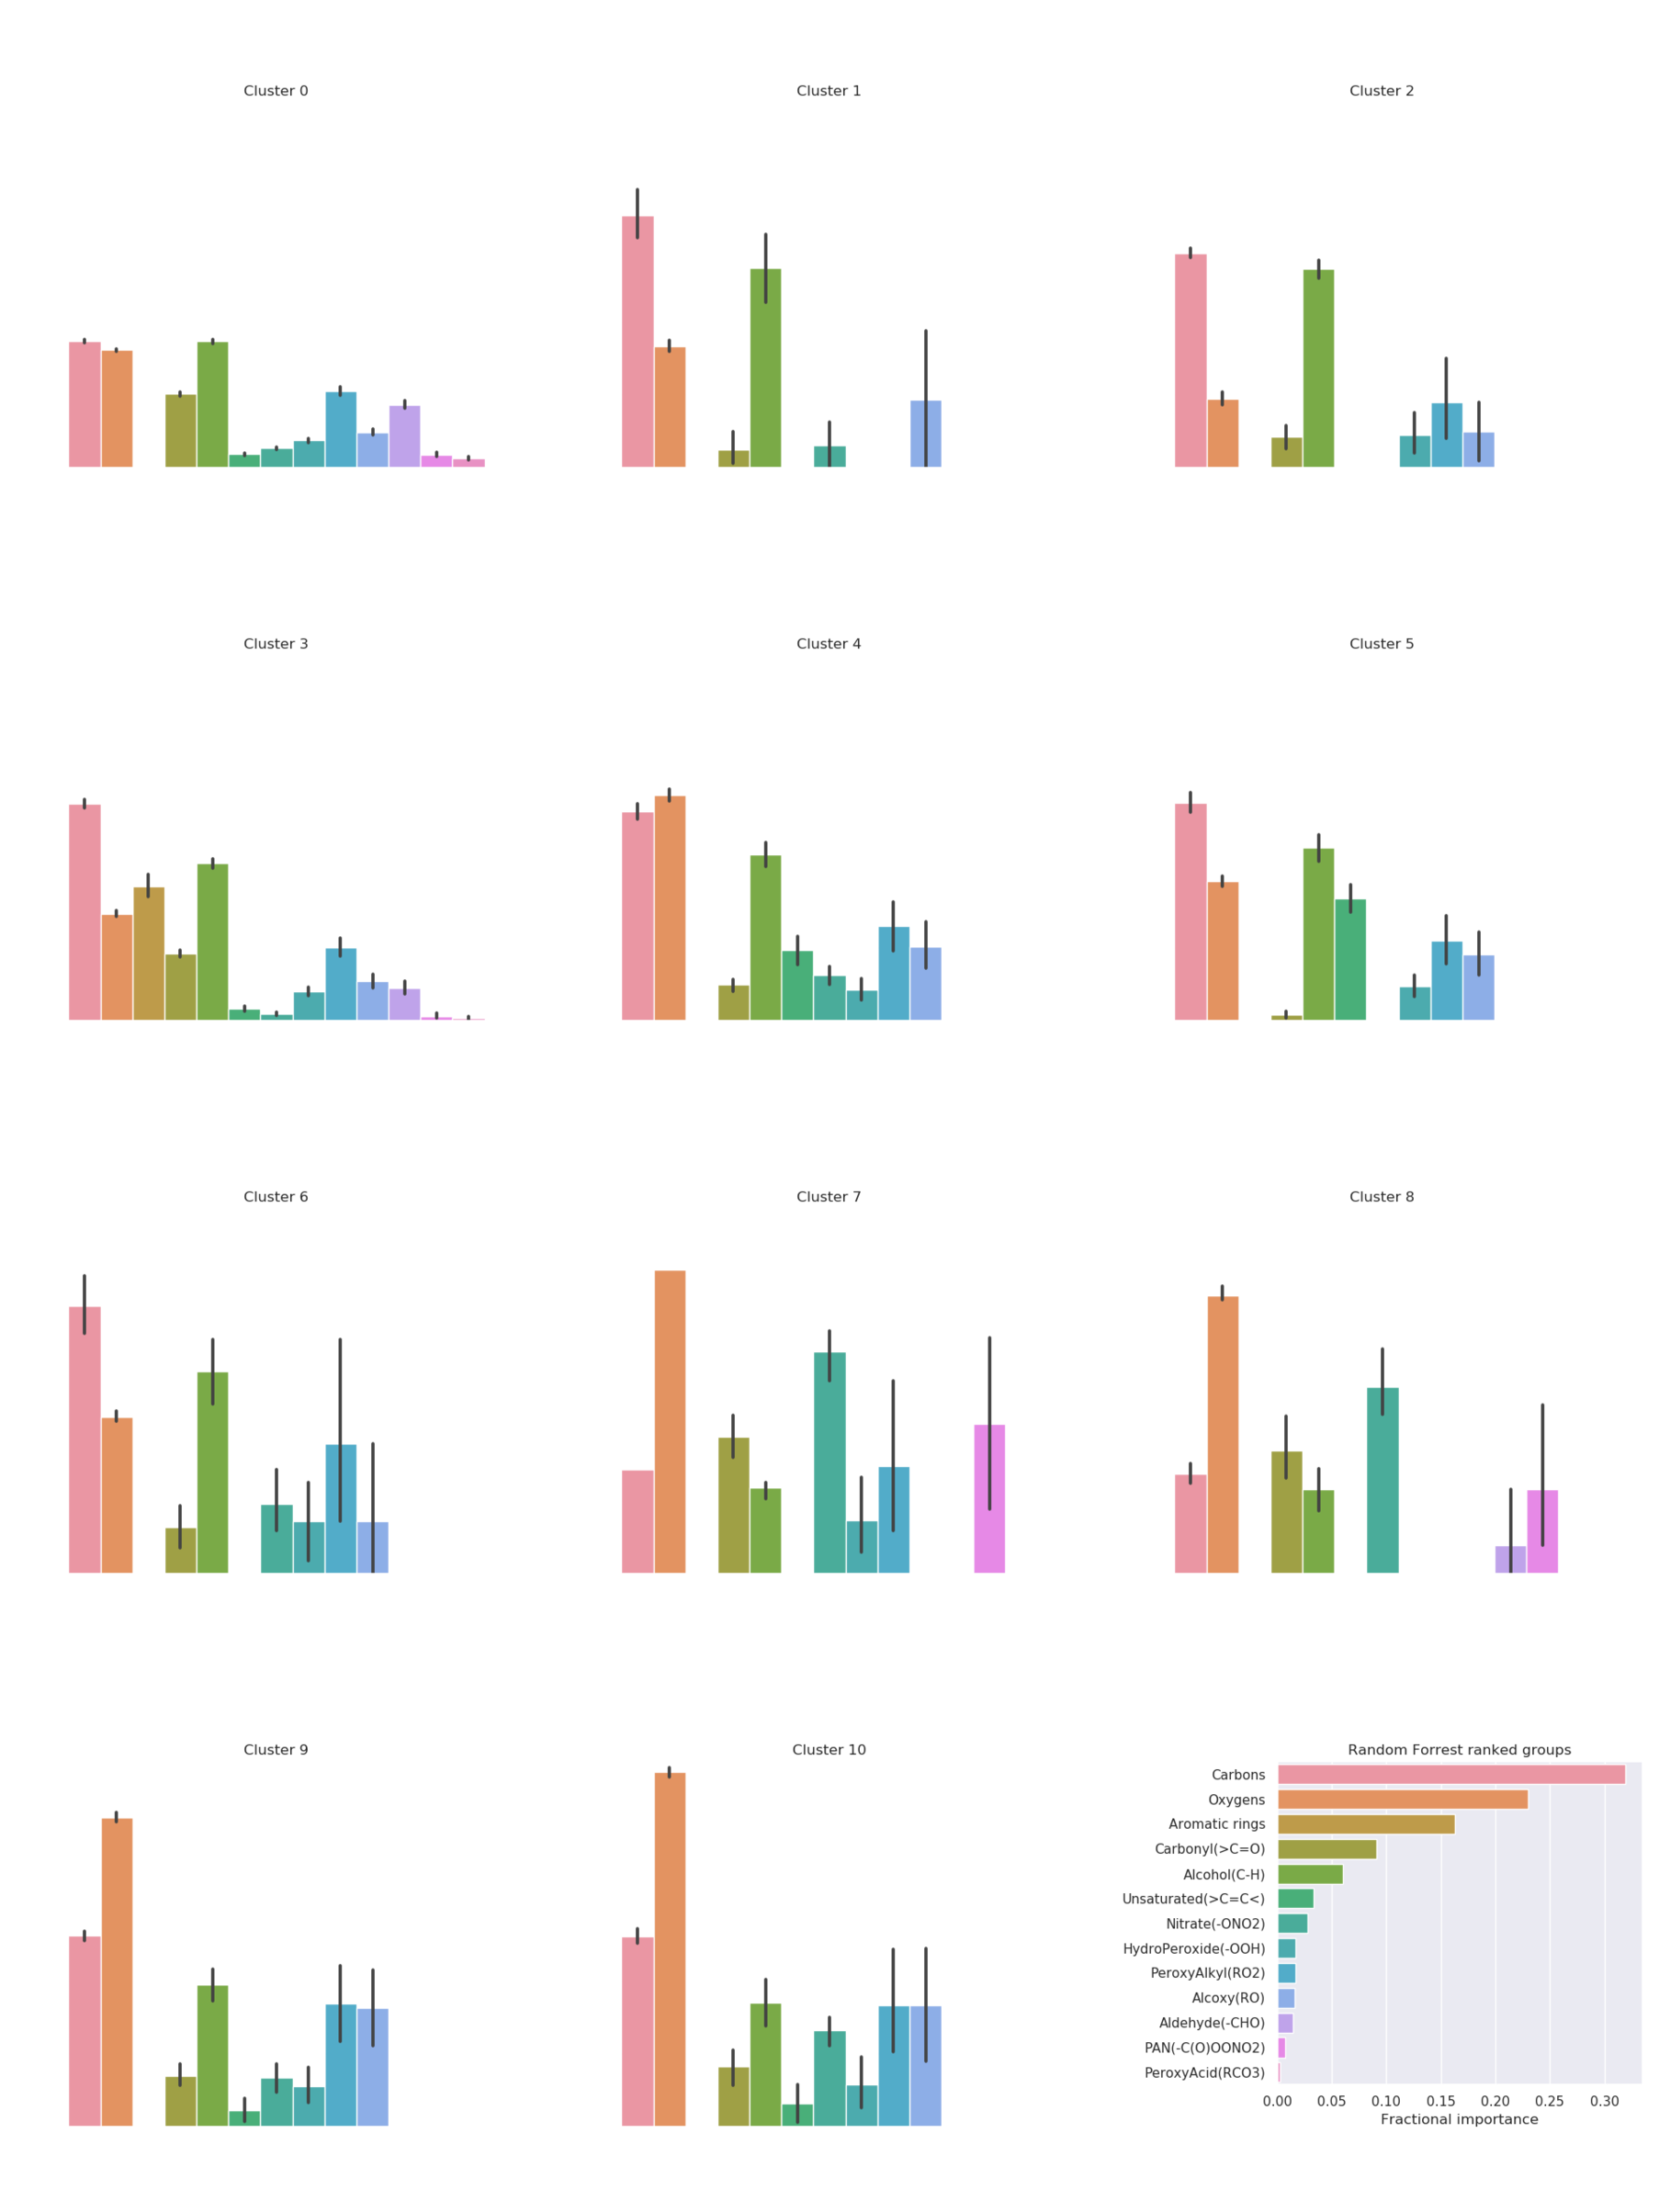 Cluster 0
Cluster 1
Cluster 2
Cluster 3
Cluster 4
Cluster 5
Cluster 6
Cluster 7
Cluster 8
Cluster 9
Cluster 10
Random Forrest ranked groups
Carbons
Oxygens
Aromatic rings
Carbonyl(>C=O)
Alcohol(C-H)
Unsaturated(>C=C<)
Nitrate(-ONO2)
HydroPeroxide(-OOH)
PeroxyAlkyl(RO2)
Alcoxy(RO)
Aldehyde(-CHO)
PAN(-C(O)OONO2)
PeroxyAcid(RCO3)
0.00 0.05 0.10 0.15 0.20 0.25 0.30
Fractional importance